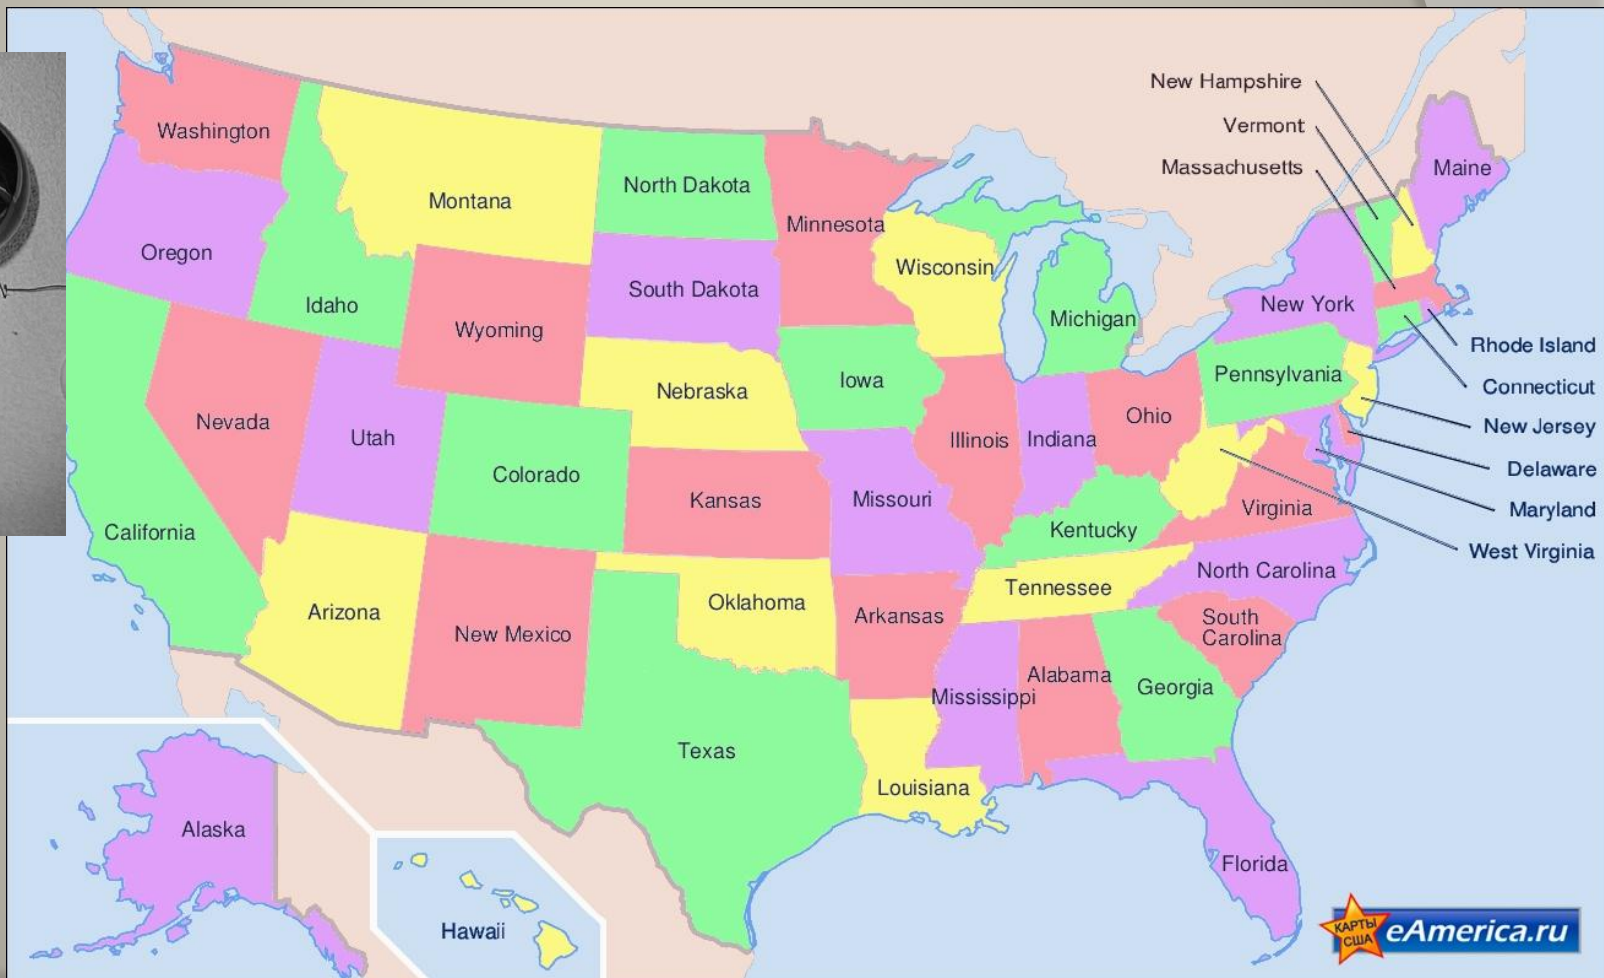 New Hampshire
Vermont
Massachusetts
Washington
Montana
North Dakota
Minnesota
Maine
Oregon
Idaho
Wyoming
South Dakota
Wisconsin
Michigan
New York
Rhode Island
Nevada
Utah
Colorado
Nebraska
Iowa
Illinois
Indiana
Ohio
Pennsylvania
Connecticut
New Jersey
Delaware
Maryland
West Virginia
California
Kansas
Missouri
Kentucky
Virginia
Arizona
New Mexico
Oklahoma
Arkansas
Tennessee
North Carolina
South
Carolina
Texas
Louisiana
Mississippi
Alabama
Georgia
Florida
Alaska
Hawaii
КАРТЫ
США
eAmerica.ru